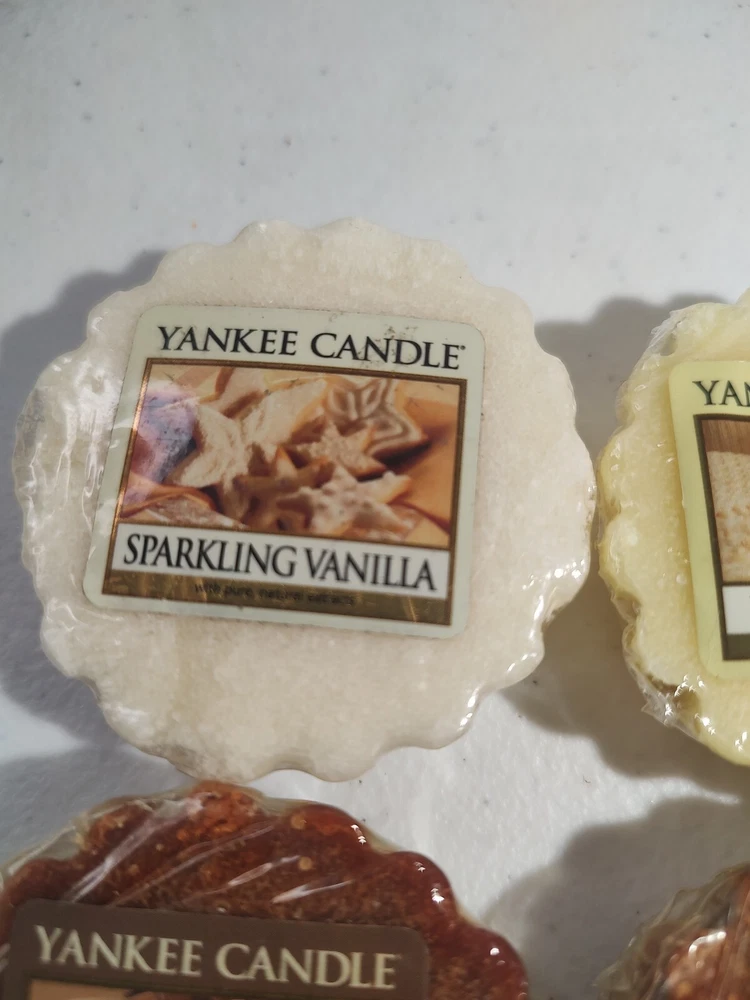 YANKEE CANDLE®
SPARKLING VANILLA
with pure, natural extracts
YAN
YANKEE CANDLE